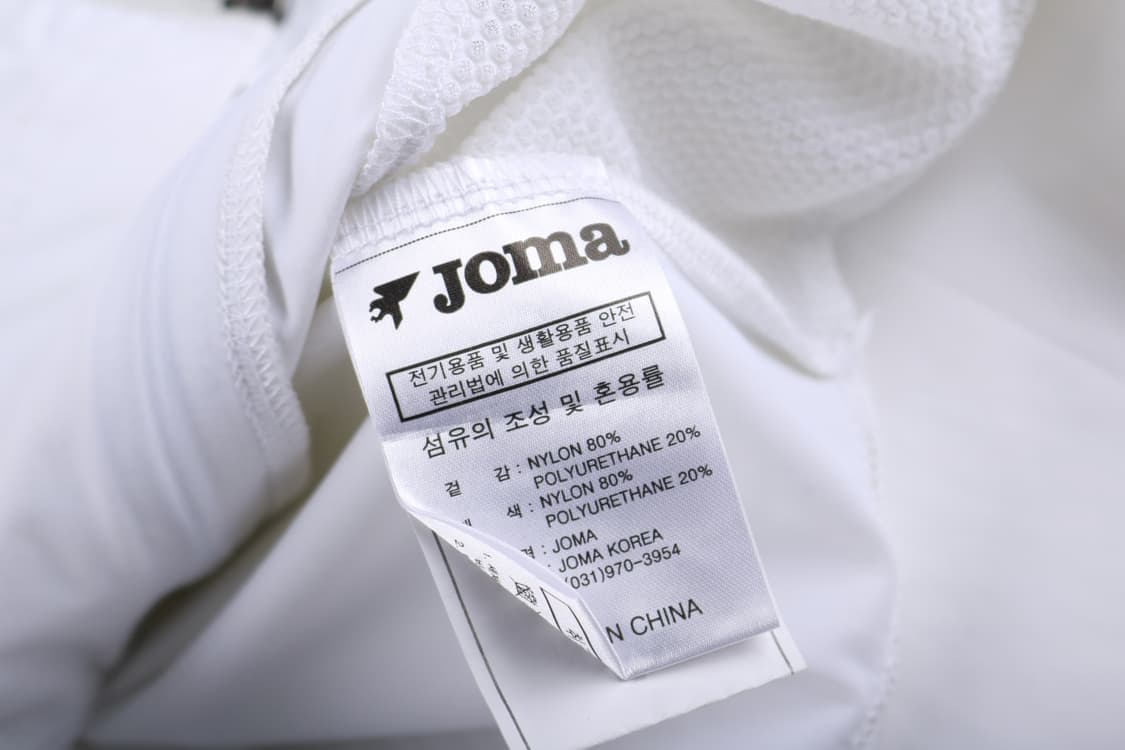 Joma
전기용품 및 생활용품 안전
관리법에 의한 품질표시
섬유의 조성 및 혼용률
겉 감 : NYLON 80%
POLYURETHANE 20%
색 : NYLON 80%
POLYURETHANE 20%
: JOMA
: JOMA KOREA
(031)970-3954
N CHINA